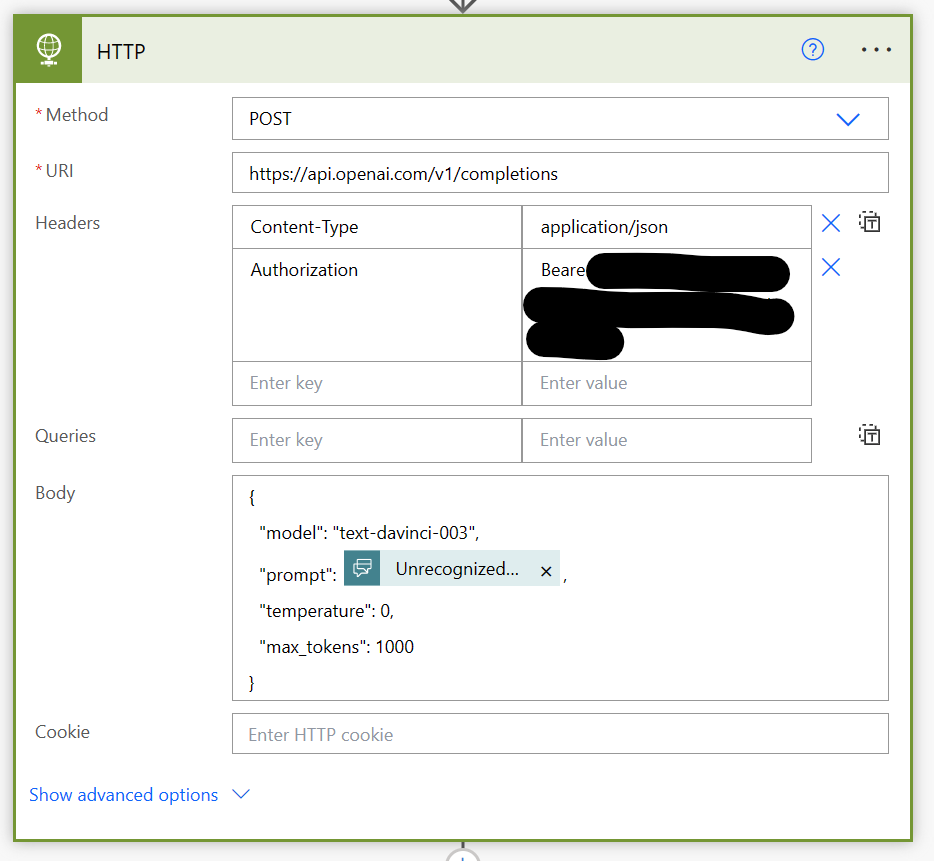 HTTP
* Method
POST
* URI
https://api.openai.com/v1/completions
Headers
Content-Type
application/json
Authorization
Beare
Enter key
Enter value
Queries
Enter key
Enter value
Body
{
"model": "text-davinci-003",
"prompt": Unrecognized... × ,
"temperature": 0,
"max_tokens": 1000
}
Cookie
Enter HTTP cookie
Show advanced options